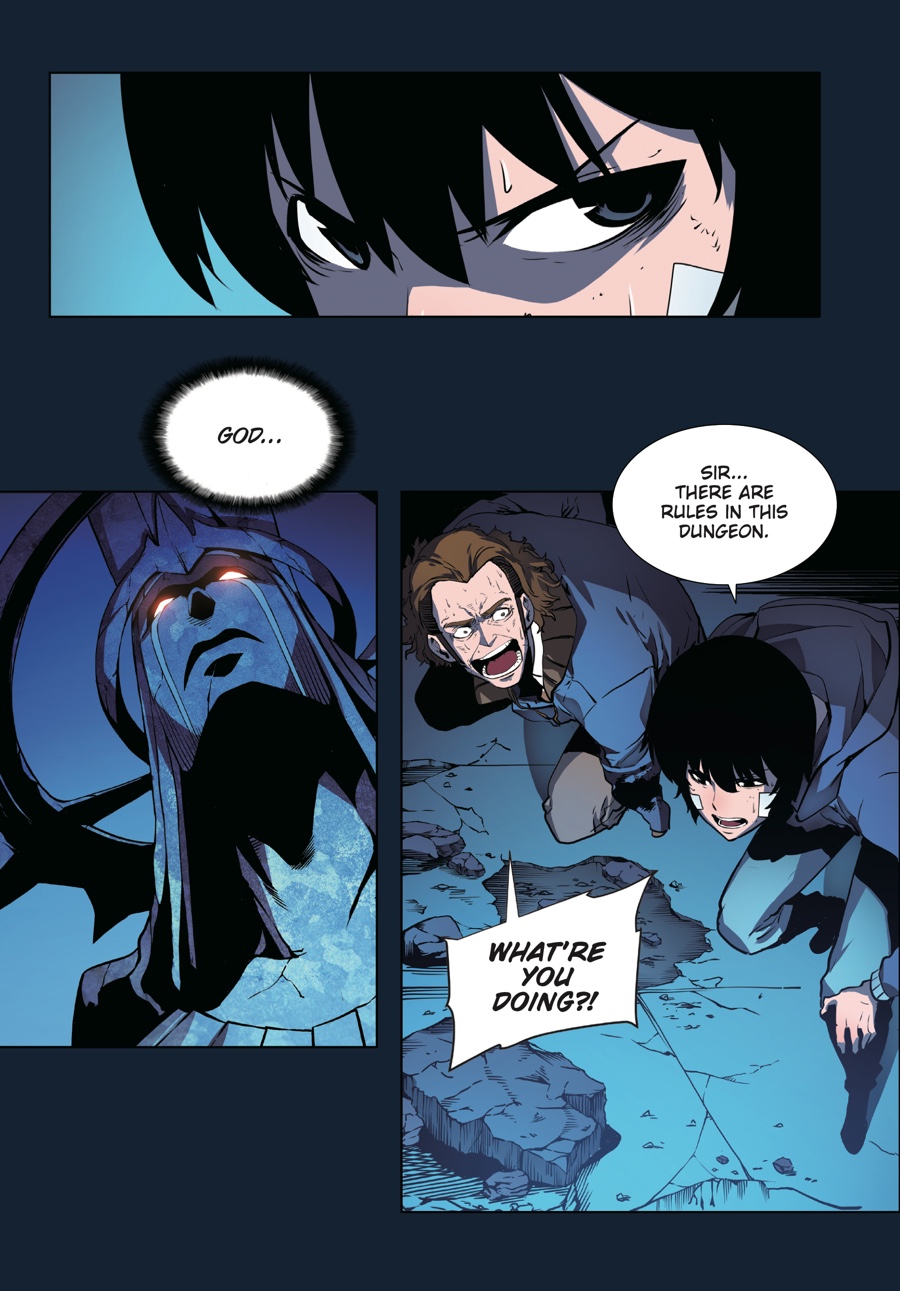 GOD...
SIR...
THERE ARE
RULES IN THIS
DUNGEON.
WHAT'RE
YOU
DOING?!